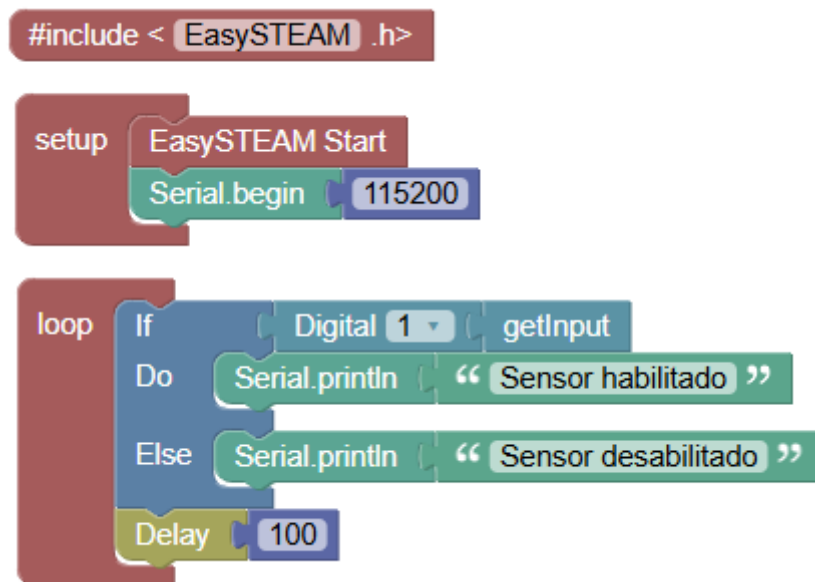 #include < EasySTEAM .h>
setup EasySTEAM Start
Serial.begin 115200
loop If Digital 1 getInput
Do Serial.println “ Sensor habilitado ”
Else Serial.println “ Sensor desabilitado ”
Delay 100